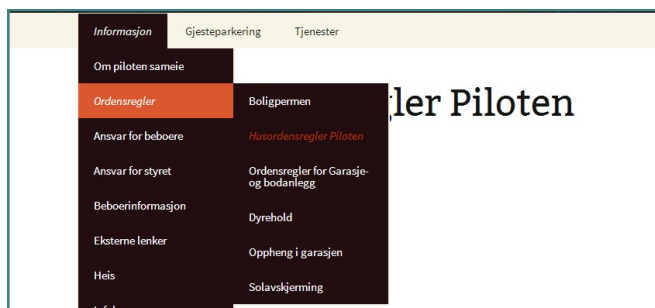 Informasjon Gjesteparkering Tjenester
Om piloten sameie
Ordensregler
Ansvar for beboere
Ansvar for styret
Beboerinformasjon
Eksterne lenker
Heis
Boligpermen
Husordensregler Piloten
Ordensregler for Garasje-
og bodanlegg
Dyrehold
Oppheng i garasjen
Solavskjerming
gler Piloten